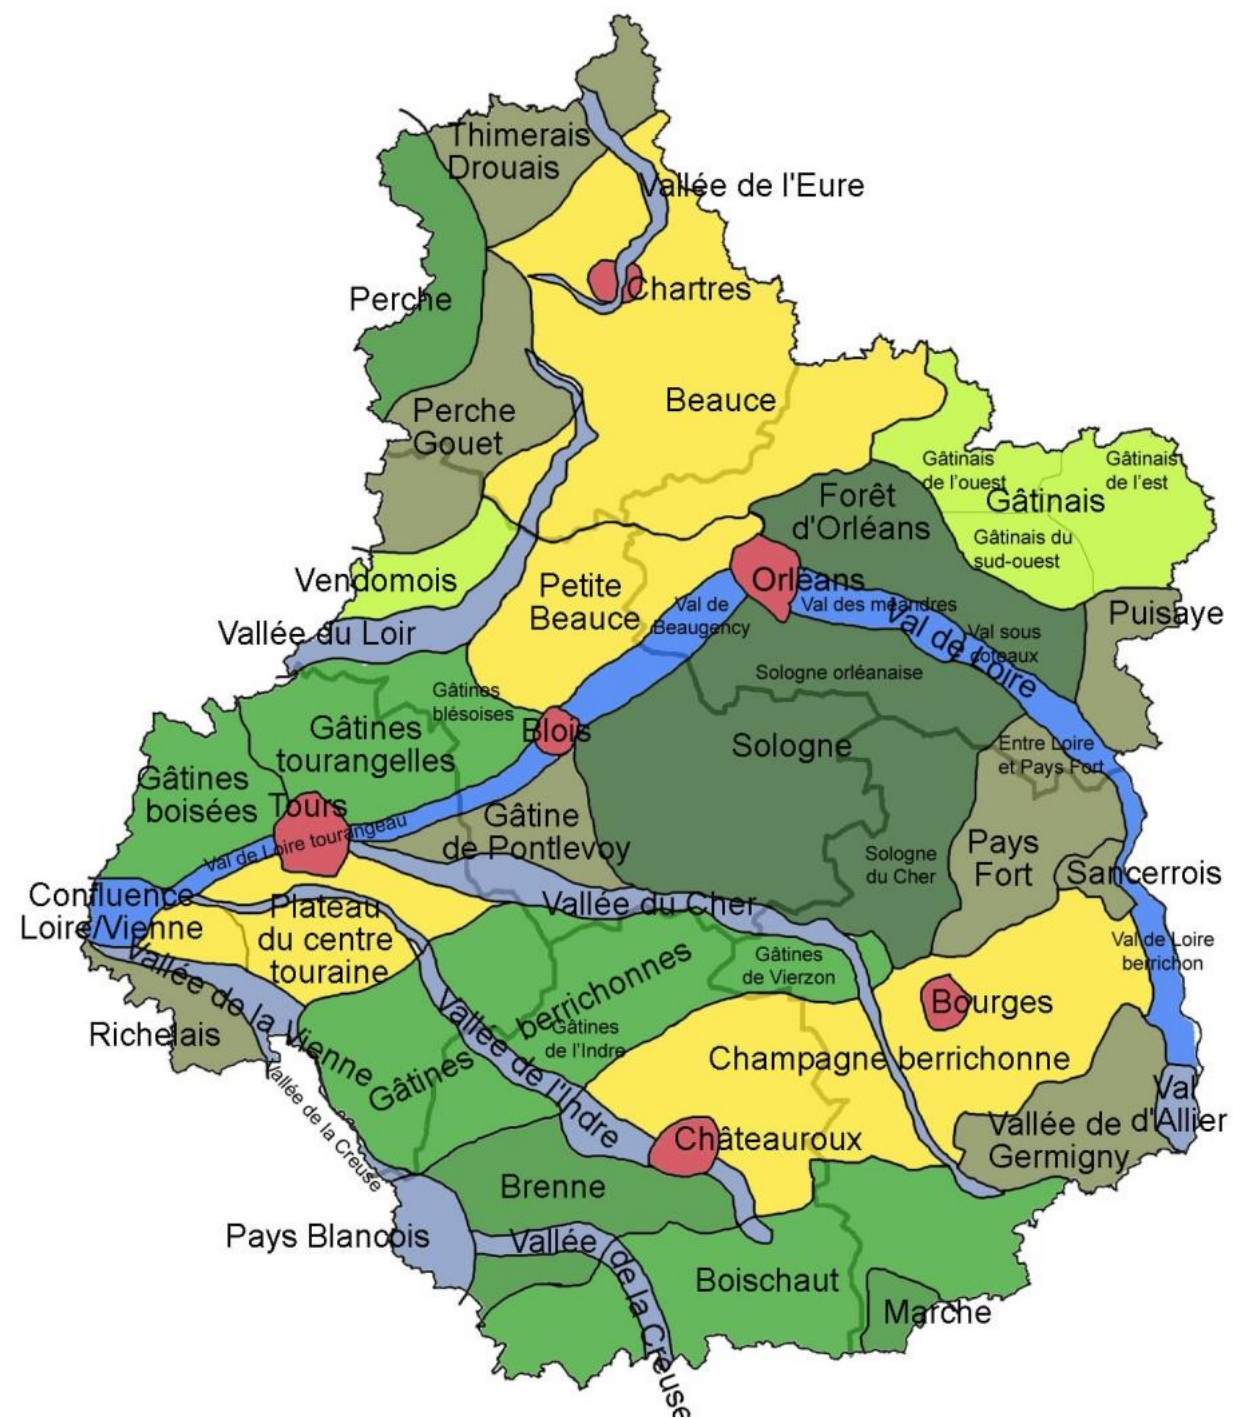 Thimerais
Drouais
Vallée de l'Eure
Chartres
Perche
Beauce
Perche
Gouet
Gâtinais
de l'ouest
Gâtinais
de l'est
Gâtinais
Forêt
d'Orléans
Gâtinais du
sud-ouest
Vendomois
Petite
Beauce
Orléans
Val de
Beaugency
Val des méandres
Val de Loire
Val sous
coteaux
Puisaye
Vallée du Loir
Sologne orléanaise
Gâtines
blésoises
Gâtines
tourangelles
Blois
Sologne
Entre Loire
et Pays Fort
Gâtines
boisées
Tours
Val de Loire tourangeau
Gâtine
de Pontlevoy
Pays
Fort
Sologne
du Cher
Sancerrois
Confluence
Loire/Vienne
Plateau
du centre
touraine
Vallée du Cher
Val de Loire
berrichon
Gâtines
de Vierzon
Vallée de la Vienne
Richelais
Gâtines berrichonnes
Gâtines
de l'Indre
Vallée de l'Indre
Bourges
Champagne berrichonne
Vallée de la Creuse
Châteauroux
Vallée de
Germigny
Val
d'Allier
Brenne
Pays Blancois
Vallée de la Creuse
Boischaut
Marche